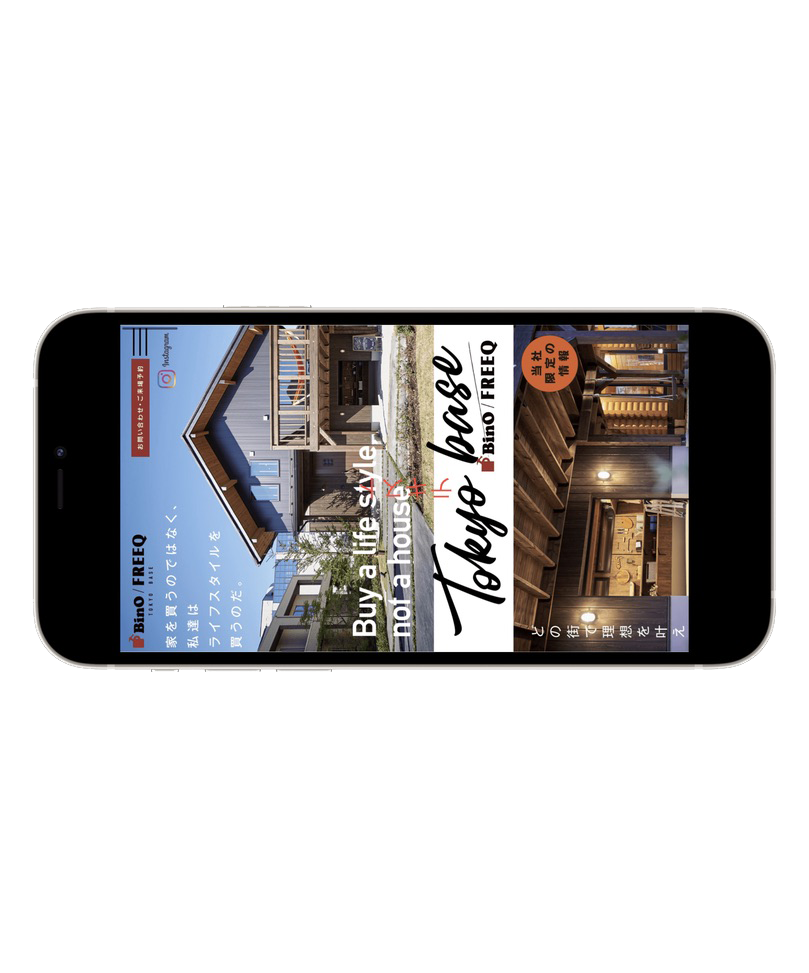 BinO / FREEQ
TOKYO BASE
お問い合わせ・ご来場予約
Instagram
家を買うのではなく、
私達は
ライフスタイルを
買うのだ。
Buy a life style,
not a house
Tokyo base
BinO / FREEQ
当社
限定の
情報
どの街で理想を叶え